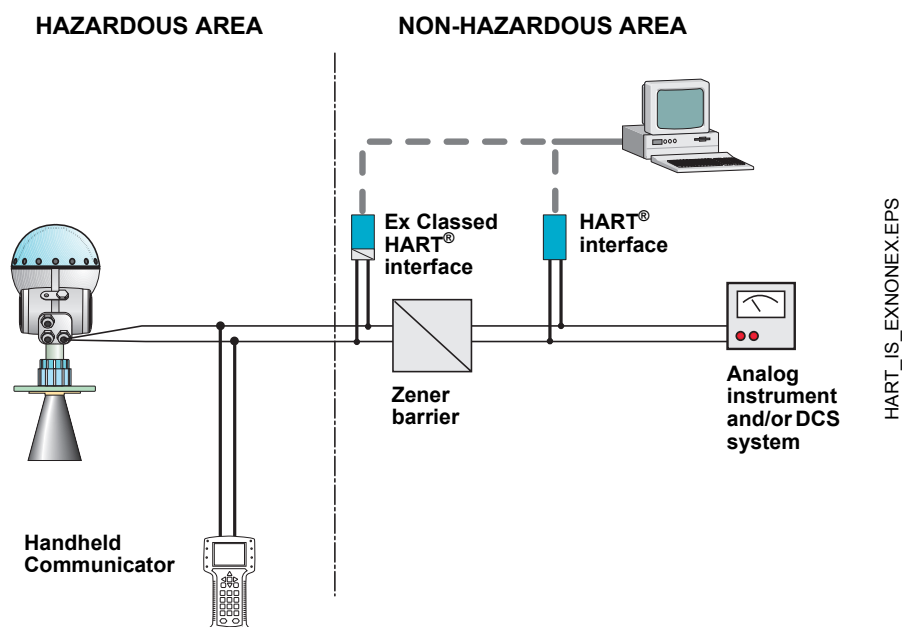 HAZARDOUS AREA
NON-HAZARDOUS AREA
Ex Classed
HART®
interface
HART®
interface
Zener
barrier
Analog
instrument
and/or DCS
system
Handheld
Communicator
HART_IS_EXNONEX.EPS